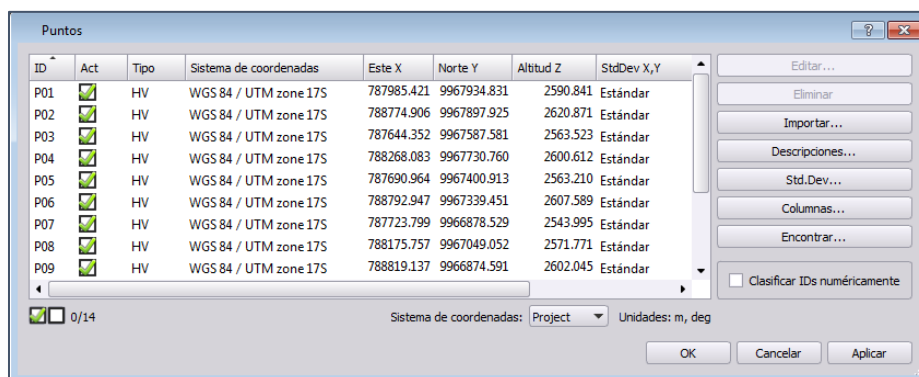 Puntos
ID Act Tipo Sistema de coordenadas Este X Norte Y Altitud Z StdDev X,Y
P01 HV WGS 84 / UTM zone 17S 787985.421 9967934.831 2590.841 Estándar
P02 HV WGS 84 / UTM zone 17S 788774.906 9967897.925 2620.871 Estándar
P03 HV WGS 84 / UTM zone 17S 787644.352 9967587.581 2563.523 Estándar
P04 HV WGS 84 / UTM zone 17S 788268.083 9967730.760 2600.612 Estándar
P05 HV WGS 84 / UTM zone 17S 787690.964 9967400.913 2563.210 Estándar
P06 HV WGS 84 / UTM zone 17S 788792.947 9967339.451 2607.589 Estándar
P07 HV WGS 84 / UTM zone 17S 787723.799 9966878.529 2543.995 Estándar
P08 HV WGS 84 / UTM zone 17S 788175.757 9967049.052 2571.771 Estándar
P09 HV WGS 84 / UTM zone 17S 788819.137 9966874.591 2602.045 Estándar
0/14
Sistema de coordenadas: Project Unidades: m, deg
Editar...
Eliminar
Importar...
Descripciones...
Std.Dev...
Columnas...
Encontrar...
Clasificar IDs numéricamente
OK Cancelar Aplicar